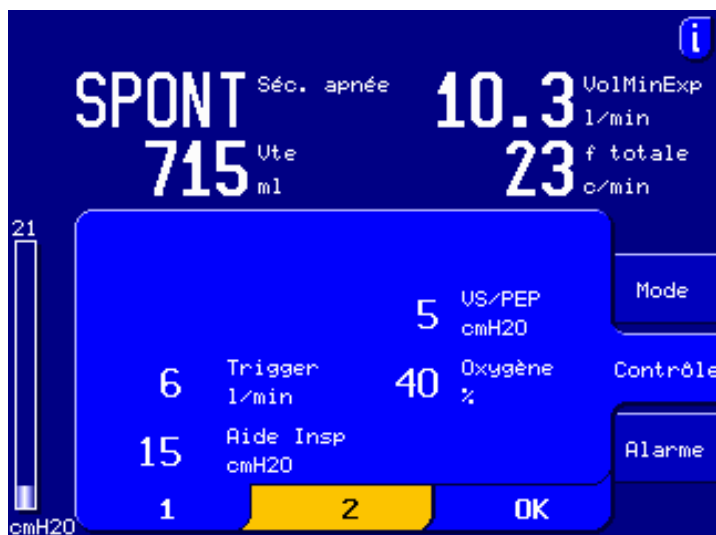 i
SPONT Séc. apnée 10.3 VolMinExp
l/min
715 Vte 23 f totale
ml c/min
21
5 VS/PEP
cmH2O
Mode
6 Trigger 40 Oxygène
l/min %
Contrôle
15 Aide Insp
cmH2O
Alarme
1 2 OK
cmH2O